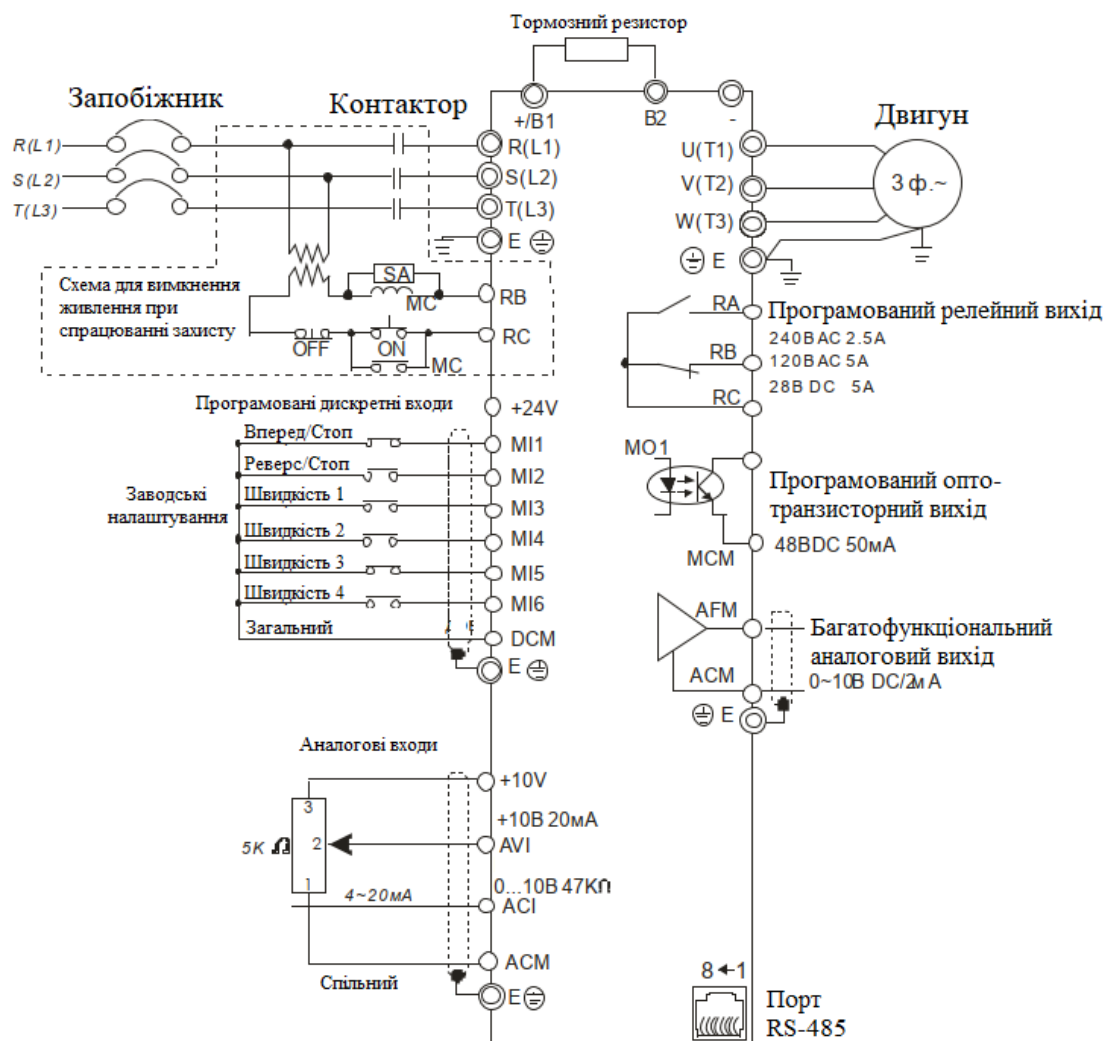 Тормозний резистор
Запобіжник
Контактор
Двигун
+/B1
B2
-
R(L1)
S(L2)
T(L3)
R(L1)
S(L2)
T(L3)
E
U(T1)
V(T2)
W(T3)
E
3 ф.~
Схема для вимкнення
живлення при
спрацюванні захисту
SA
MC
RB
OFF
ON
MC
RC
RA
RB
RC
Програмований релейний вихід
240В АС 2.5А
120В АС 5А
28В DC 5А
Програмовані дискретні входи
+24V
Заводські
налаштування
Вперед/Стоп
MI1
Реверс/Стоп
MI2
Швидкість 1
MI3
Швидкість 2
MI4
Швидкість 3
MI5
Швидкість 4
MI6
Загальний
DCM
E
MO1
MCM
Програмований опто-
транзисторний вихід
48ВDC 50мА
AFM
ACM
E
Багатофункціональний
аналоговий вихід
0~10В DC/2мА
Аналогові входи
+10V
+10В 20мА
3
2
1
5K Ω
AVI
0...10В 47КΩ
4~20мА
ACI
ACM
Спільний
E
8←1
Порт
RS-485